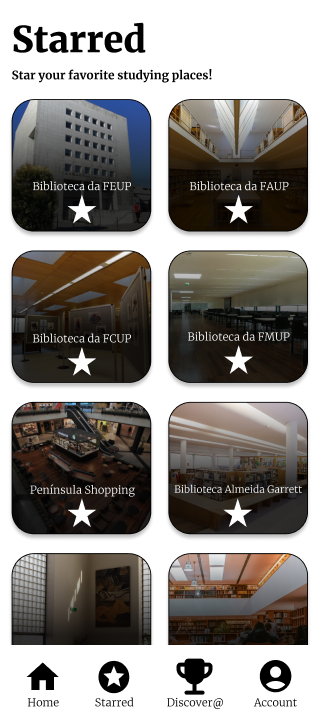 Starred
Star your favorite studying places!
Biblioteca da FEUP
Biblioteca da FAUP
Biblioteca da FCUP
Biblioteca da FMUP
Península Shopping
Biblioteca Almeida Garrett
Home
Starred
Discover@
Account